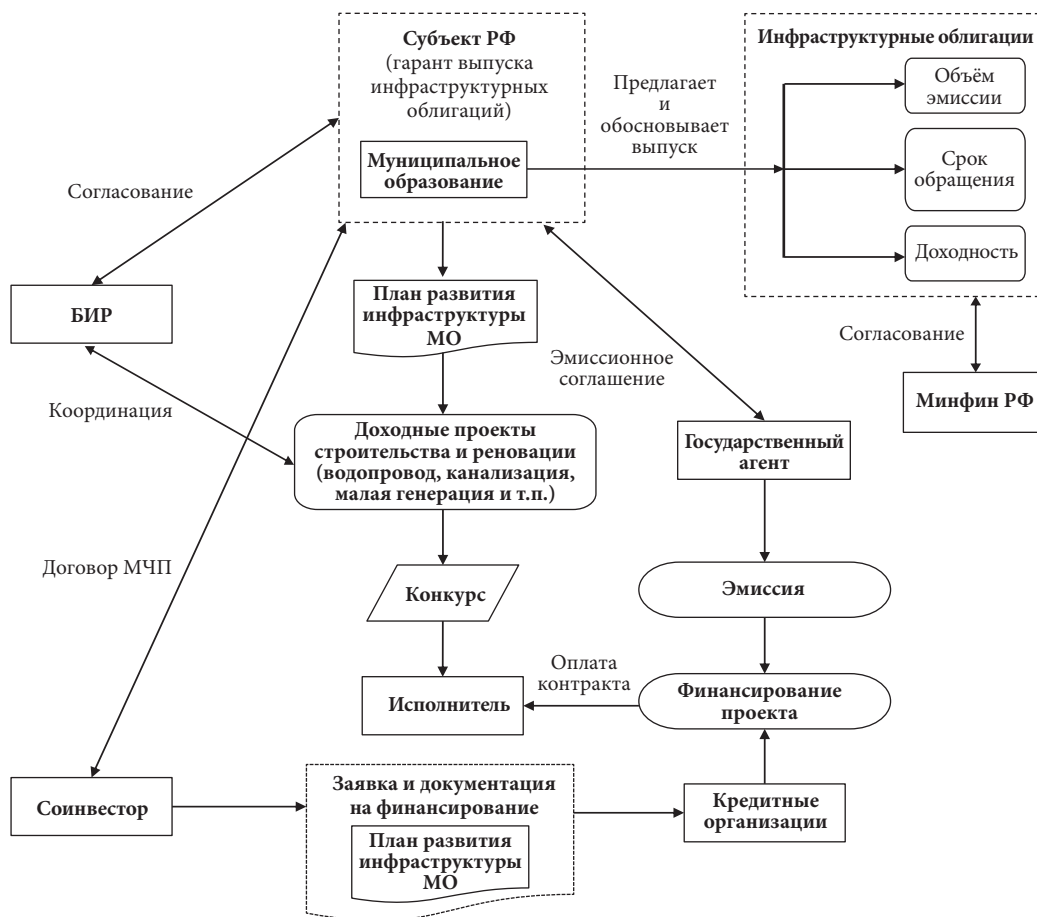 Субъект РФ
(гарант выпуска
инфраструктурных
облигаций)
Муниципальное
образование
Предлагает
и
обосновывает
выпуск
Инфраструктурные облигации
Объём
эмиссии
Срок
обращения
Доходность
Согласование
БИР
План развития
инфраструктуры
МО
Эмиссионное
соглашение
Согласование
Минфин РФ
Координация
Доходные проекты
строительства и реновации
(водопровод, канализация,
малая генерация и т.п.)
Государственный
агент
Договор МЧП
Конкурс
Эмиссия
Исполнитель
Оплата
контракта
Финансирование
проекта
Соинвестор
Заявка и документация
на финансирование
План развития
инфраструктуры
МО
Кредитные
организации